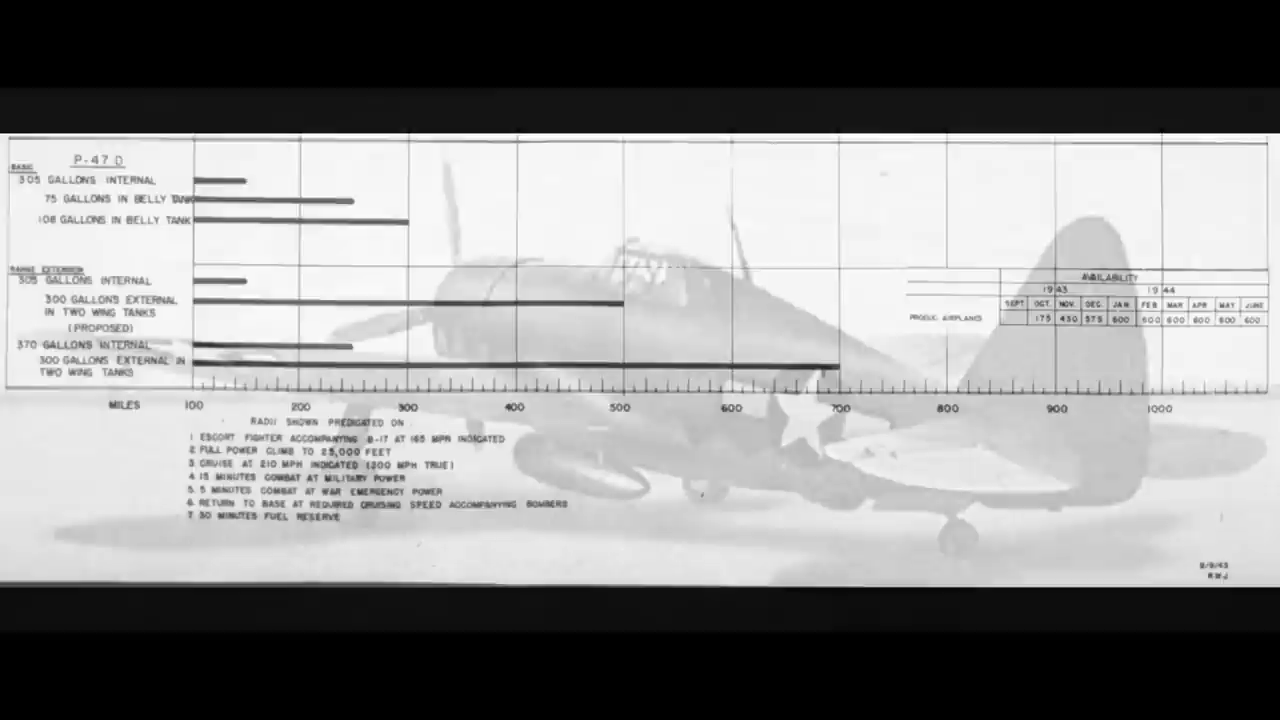 P-47 D
BASIC
305 GALLONS INTERNAL
75 GALLONS IN BELLY TANK
108 GALLONS IN BELLY TANK
RANGE EXTENSION
305 GALLONS INTERNAL
300 GALLONS EXTERNAL
IN TWO WING TANKS
(PROPOSED)
370 GALLONS INTERNAL
300 GALLONS EXTERNAL IN
TWO WING TANKS
AVAILABILITY
1943 1944
SEPT. OCT. NOV. DEC. JAN. FEB. MAR. APR. MAY JUNE
PRODUC. AIRPLANES 175 450 575 600 600 600 600 600 600
MILES 100 200 300 400 500 600 700 800 900 1000
RADII SHOWN PREDICATED ON
1. ESCORT FIGHTER ACCOMPANYING B-17 AT 165 MPH INDICATED
2. FULL POWER CLIMB TO 25,000 FEET
3. CRUISE AT 210 MPH INDICATED (300 MPH TRUE)
4. 15 MINUTES COMBAT AT MILITARY POWER
5. 5 MINUTES COMBAT AT WAR EMERGENCY POWER
6. RETURN TO BASE AT REQUIRED CRUISING SPEED ACCOMPANYING BOMBERS
7. 30 MINUTES FUEL RESERVE